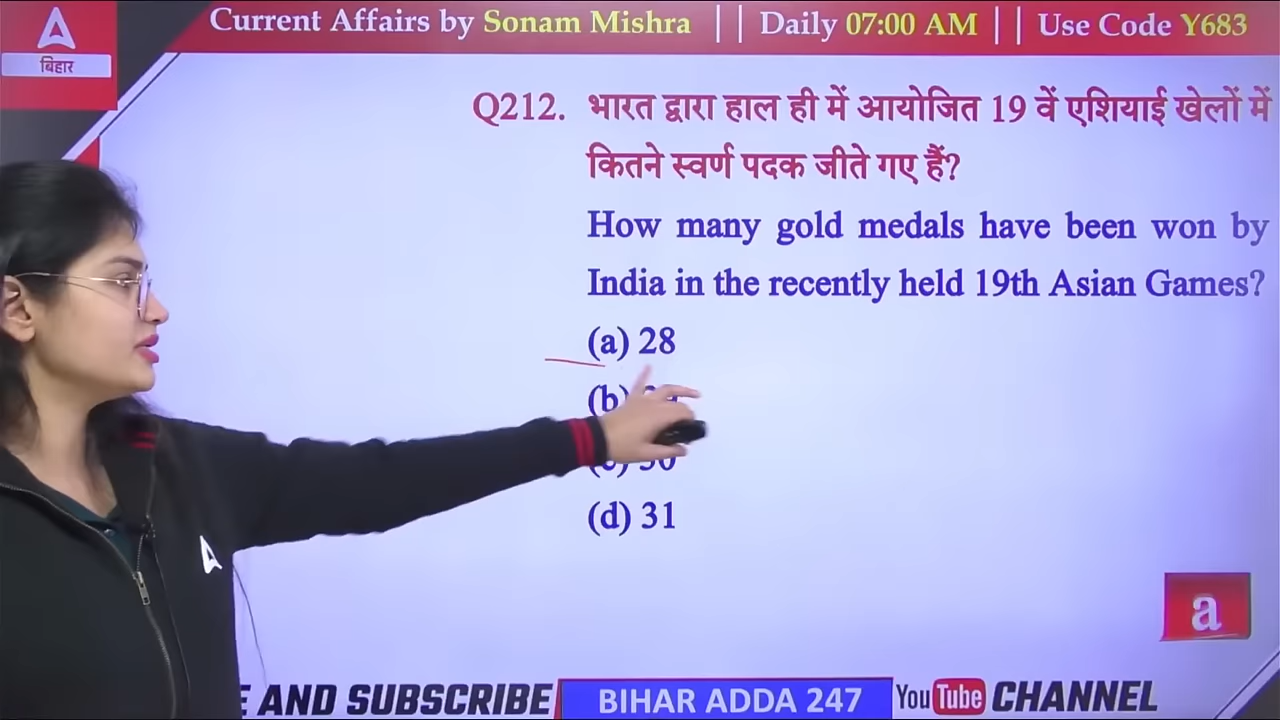 Current Affairs by Sonam Mishra || Daily 07:00 AM || Use Code Y683
बिहार
Q212. भारत द्वारा हाल ही में आयोजित 19 वें एशियाई खेलों में
कितने स्वर्ण पदक जीते गए हैं?
How many gold medals have been won by
India in the recently held 19th Asian Games?
(a) 28
(b)
(c) 30
(d) 31
a
E AND SUBSCRIBE BIHAR ADDA 247 YouTube CHANNEL